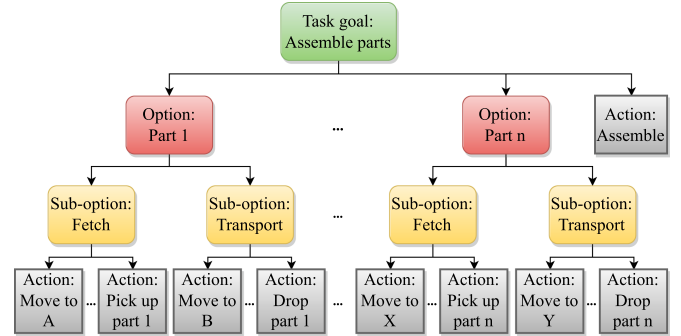 Task goal:
Assemble parts
Option:
Part 1
...
Option:
Part n
Action:
Assemble
Sub-option:
Fetch
Sub-option:
Transport
...
Sub-option:
Fetch
Sub-option:
Transport
Action:
Move to
A
...
Action:
Pick up
part 1
Action:
Move to
B
...
Action:
Drop
part 1
...
Action:
Move to
X
...
Action:
Pick up
part n
Action:
Move to
Y
...
Action:
Drop
part n